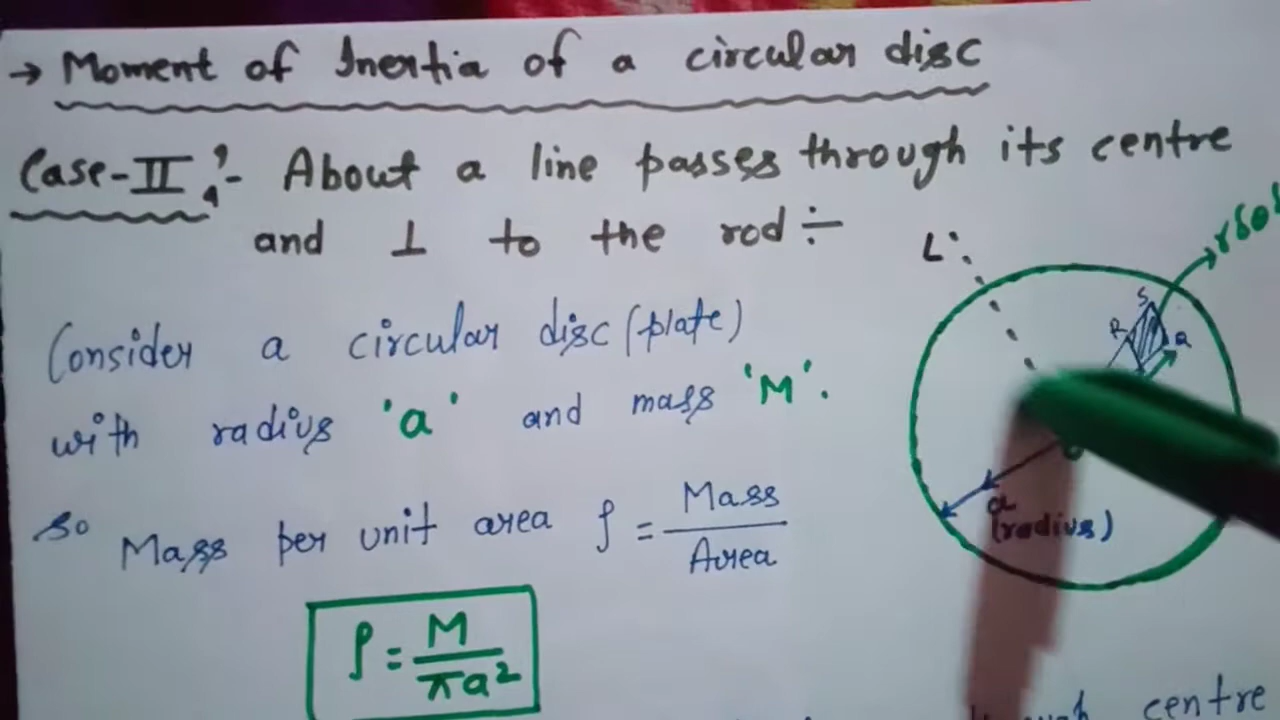 → Moment of Inertia of a circular disc
Case-II :- About a line passes through its centre
and ⊥ to the rod ÷
L
S
R
Q
Consider a circular disc (plate)
with radius 'a' and mass 'M'.
a
(radius)
So Mass per unit area ρ = Mass / Area
ρ = M / πa²
centre